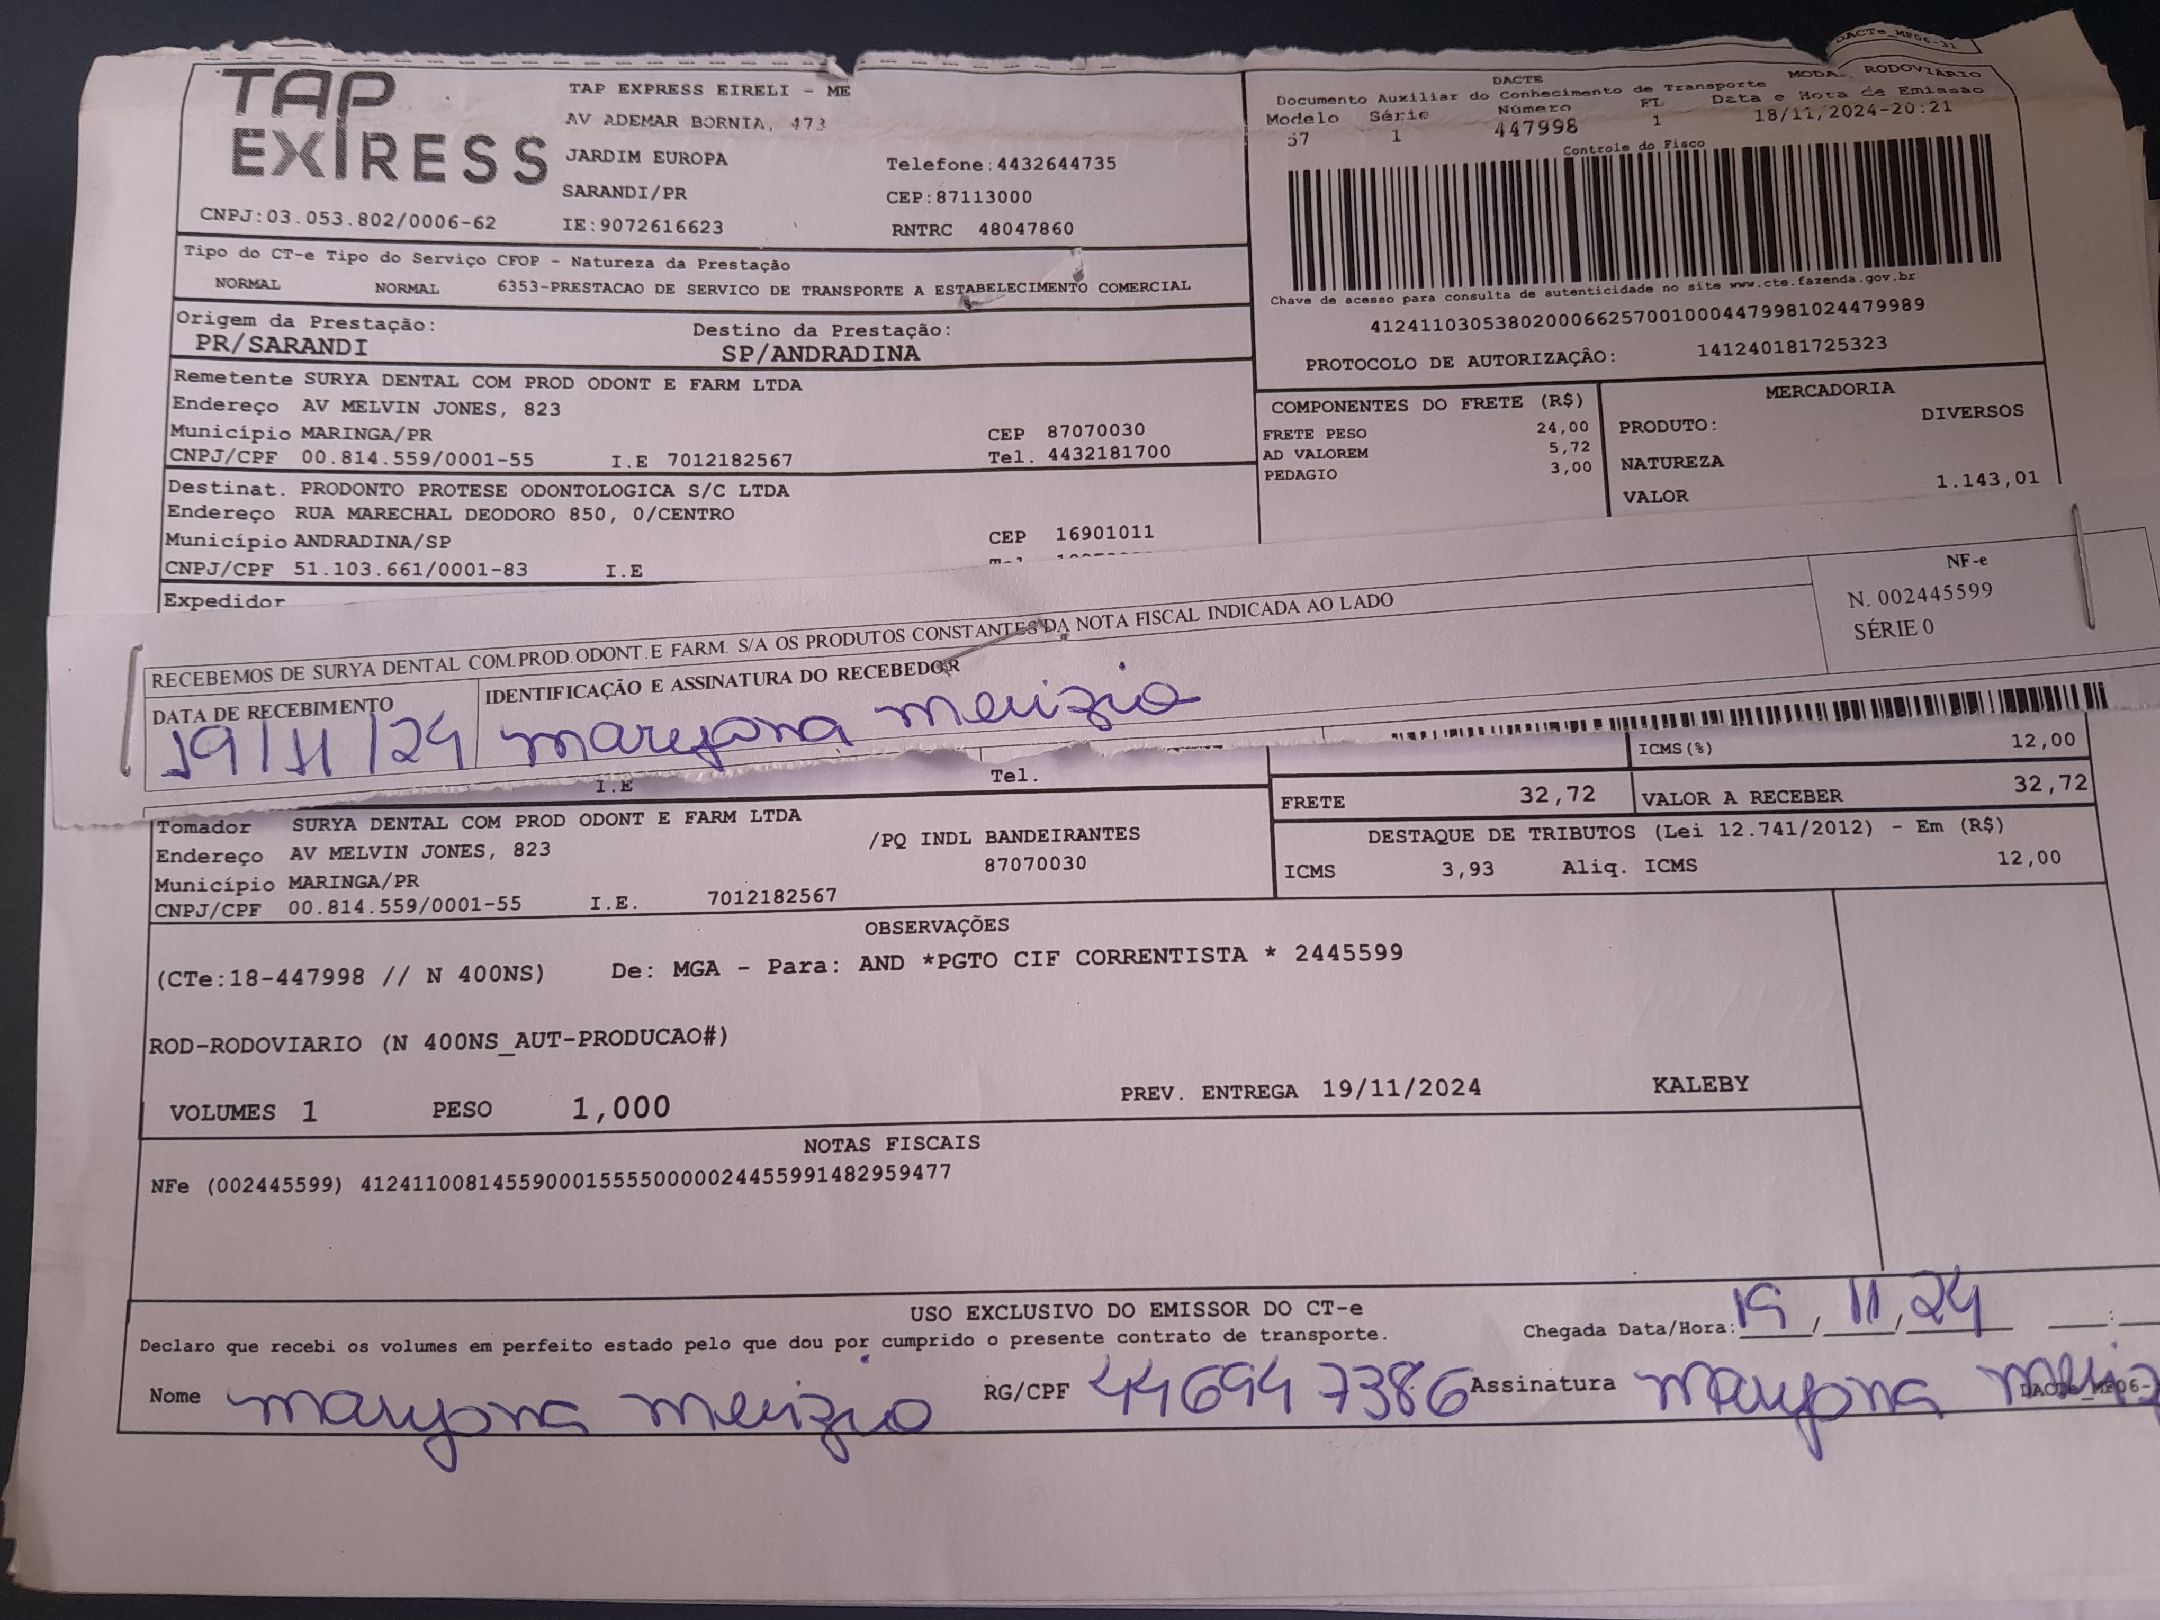 DACTe_MP06-31
TAP
EXPRESS
TAP EXPRESS EIRELI - ME
AV ADEMAR BORNIA, 473
JARDIM EUROPA
Telefone:4432644735
SARANDI/PR
CEP:87113000
CNPJ:03.053.802/0006-62
IE:9072616623
RNTRC 48047860
DACTE
MODAL RODOVIÁRIO
Documento Auxiliar do Conhecimento de Transporte
Modelo Série Número FL Data e Hora de Emissão
57 1 447998 1 18/11/2024-20:21
Controle do Fisco
Chave de acesso para consulta de autenticidade no site www.cte.fazenda.gov.br
41241103053802000662570010004479981024479989
PROTOCOLO DE AUTORIZAÇÃO: 141240181725323
Tipo do CT-e Tipo do Serviço CFOP - Natureza da Prestação
NORMAL NORMAL 6353-PRESTACAO DE SERVICO DE TRANSPORTE A ESTABELECIMENTO COMERCIAL
Origem da Prestação: Destino da Prestação:
PR/SARANDI SP/ANDRADINA
Remetente SURYA DENTAL COM PROD ODONT E FARM LTDA
Endereço AV MELVIN JONES, 823
Município MARINGA/PR CEP 87070030
CNPJ/CPF 00.814.559/0001-55 I.E 7012182567 Tel. 4432181700
COMPONENTES DO FRETE (R$)
FRETE PESO 24,00
AD VALOREM 5,72
PEDAGIO 3,00
MERCADORIA
PRODUTO: DIVERSOS
NATUREZA
VALOR 1.143,01
Destinat. PRODONTO PROTESE ODONTOLOGICA S/C LTDA
Endereço RUA MARECHAL DEODORO 850, 0/CENTRO
Município ANDRADINA/SP CEP 16901011
CNPJ/CPF 51.103.661/0001-83 I.E
Expedidor
RECEBEMOS DE SURYA DENTAL COM.PROD.ODONT.E FARM. S/A OS PRODUTOS CONSTANTES DA NOTA FISCAL INDICADA AO LADO
NF-e
N. 002445599
SÉRIE 0
DATA DE RECEBIMENTO
IDENTIFICAÇÃO E ASSINATURA DO RECEBEDOR
19/11/24 maryona merizio
I.E Tel.
ICMS(%) 12,00
FRETE 32,72 VALOR A RECEBER 32,72
Tomador SURYA DENTAL COM PROD ODONT E FARM LTDA
Endereço AV MELVIN JONES, 823 /PQ INDL BANDEIRANTES
Município MARINGA/PR 87070030
CNPJ/CPF 00.814.559/0001-55 I.E. 7012182567
DESTAQUE DE TRIBUTOS (Lei 12.741/2012) - Em (R$)
ICMS 3,93 Aliq. ICMS 12,00
OBSERVAÇÕES
(CTe:18-447998 // N 400NS) De: MGA - Para: AND *PGTO CIF CORRENTISTA * 2445599
ROD-RODOVIARIO (N 400NS_AUT-PRODUCAO#)
VOLUMES 1 PESO 1,000 PREV. ENTREGA 19/11/2024 KALEBY
NOTAS FISCAIS
NFe (002445599) 41241100814559000155550000024455991482959477
USO EXCLUSIVO DO EMISSOR DO CT-e
Declaro que recebi os volumes em perfeito estado pelo que dou por cumprido o presente contrato de transporte.
Chegada Data/Hora: 19/11/24 :
Nome maryona merizio RG/CPF 446947386 Assinatura maryona meriz
DACTe_MP06-